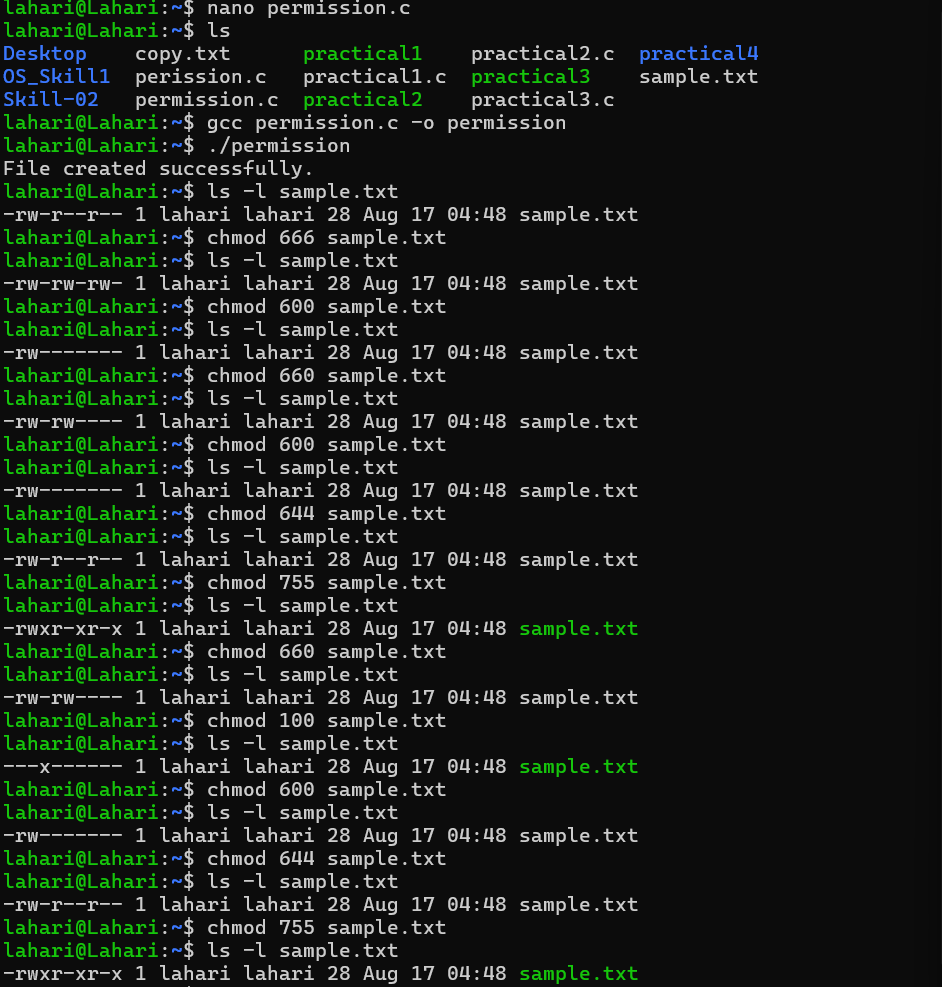 lahari@Lahari:~$ nano permission.c
lahari@Lahari:~$ ls
Desktop    copy.txt      practical1    practical2.c  practical4
OS_Skill1  perission.c   practical1.c  practical3    sample.txt
Skill-02   permission.c  practical2    practical3.c
lahari@Lahari:~$ gcc permission.c -o permission
lahari@Lahari:~$ ./permission
File created successfully.
lahari@Lahari:~$ ls -l sample.txt
-rw-r--r-- 1 lahari lahari 28 Aug 17 04:48 sample.txt
lahari@Lahari:~$ chmod 666 sample.txt
lahari@Lahari:~$ ls -l sample.txt
-rw-rw-rw- 1 lahari lahari 28 Aug 17 04:48 sample.txt
lahari@Lahari:~$ chmod 600 sample.txt
lahari@Lahari:~$ ls -l sample.txt
-rw------- 1 lahari lahari 28 Aug 17 04:48 sample.txt
lahari@Lahari:~$ chmod 660 sample.txt
lahari@Lahari:~$ ls -l sample.txt
-rw-rw---- 1 lahari lahari 28 Aug 17 04:48 sample.txt
lahari@Lahari:~$ chmod 600 sample.txt
lahari@Lahari:~$ ls -l sample.txt
-rw------- 1 lahari lahari 28 Aug 17 04:48 sample.txt
lahari@Lahari:~$ chmod 644 sample.txt
lahari@Lahari:~$ ls -l sample.txt
-rw-r--r-- 1 lahari lahari 28 Aug 17 04:48 sample.txt
lahari@Lahari:~$ chmod 755 sample.txt
lahari@Lahari:~$ ls -l sample.txt
-rwxr-xr-x 1 lahari lahari 28 Aug 17 04:48 sample.txt
lahari@Lahari:~$ chmod 660 sample.txt
lahari@Lahari:~$ ls -l sample.txt
-rw-rw---- 1 lahari lahari 28 Aug 17 04:48 sample.txt
lahari@Lahari:~$ chmod 100 sample.txt
lahari@Lahari:~$ ls -l sample.txt
---x------ 1 lahari lahari 28 Aug 17 04:48 sample.txt
lahari@Lahari:~$ chmod 600 sample.txt
lahari@Lahari:~$ ls -l sample.txt
-rw------- 1 lahari lahari 28 Aug 17 04:48 sample.txt
lahari@Lahari:~$ chmod 644 sample.txt
lahari@Lahari:~$ ls -l sample.txt
-rw-r--r-- 1 lahari lahari 28 Aug 17 04:48 sample.txt
lahari@Lahari:~$ chmod 755 sample.txt
lahari@Lahari:~$ ls -l sample.txt
-rwxr-xr-x 1 lahari lahari 28 Aug 17 04:48 sample.txt